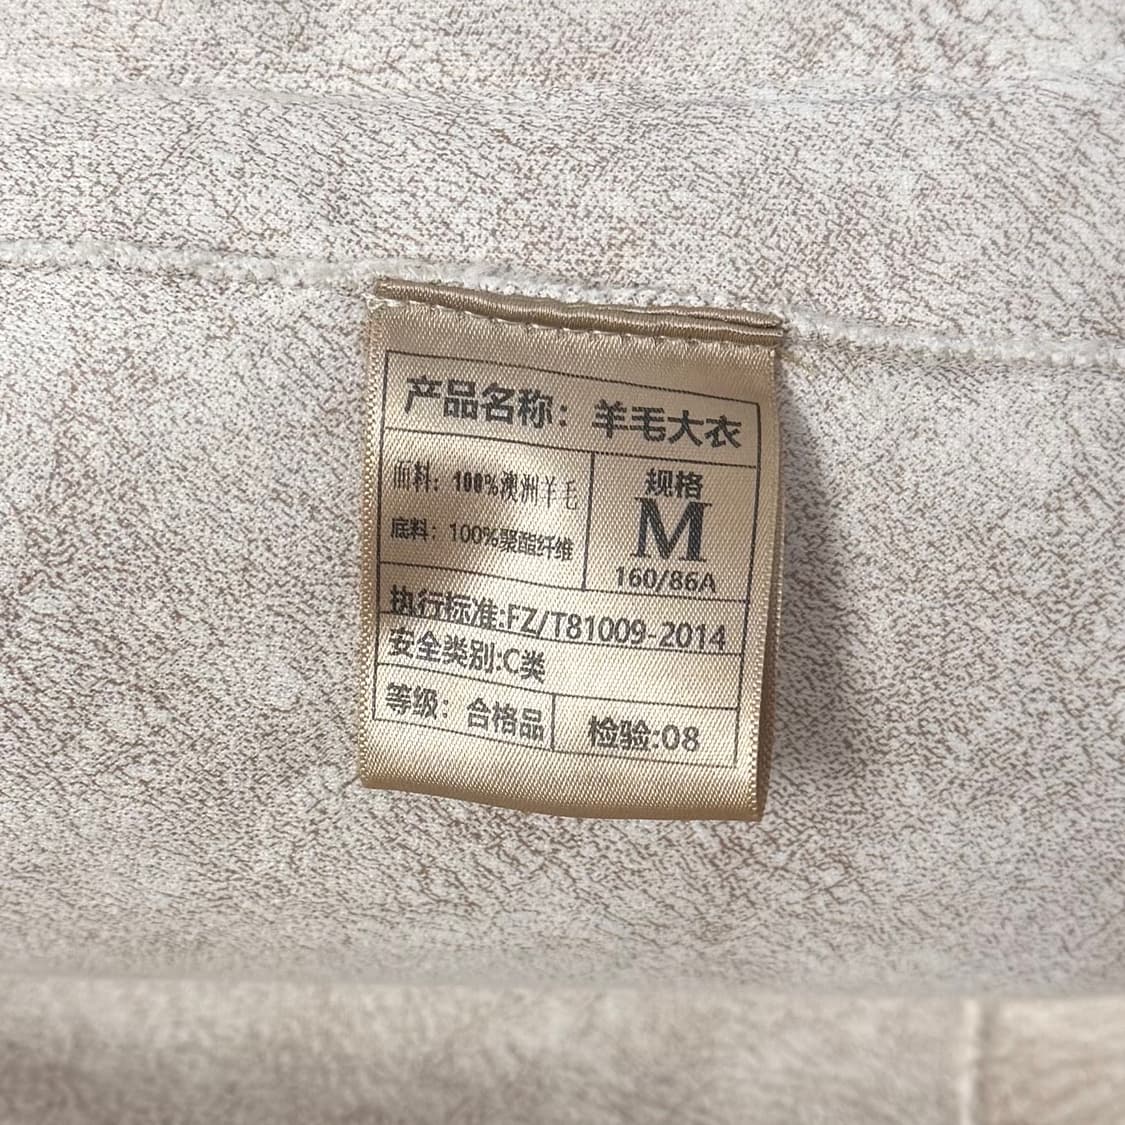 产品名称：羊毛大衣
面料：100%澳洲羊毛
底料：100%聚酯纤维
规格
M
160/86A
执行标准:FZ/T81009-2014
安全类别:C类
等级：合格品
检验:08